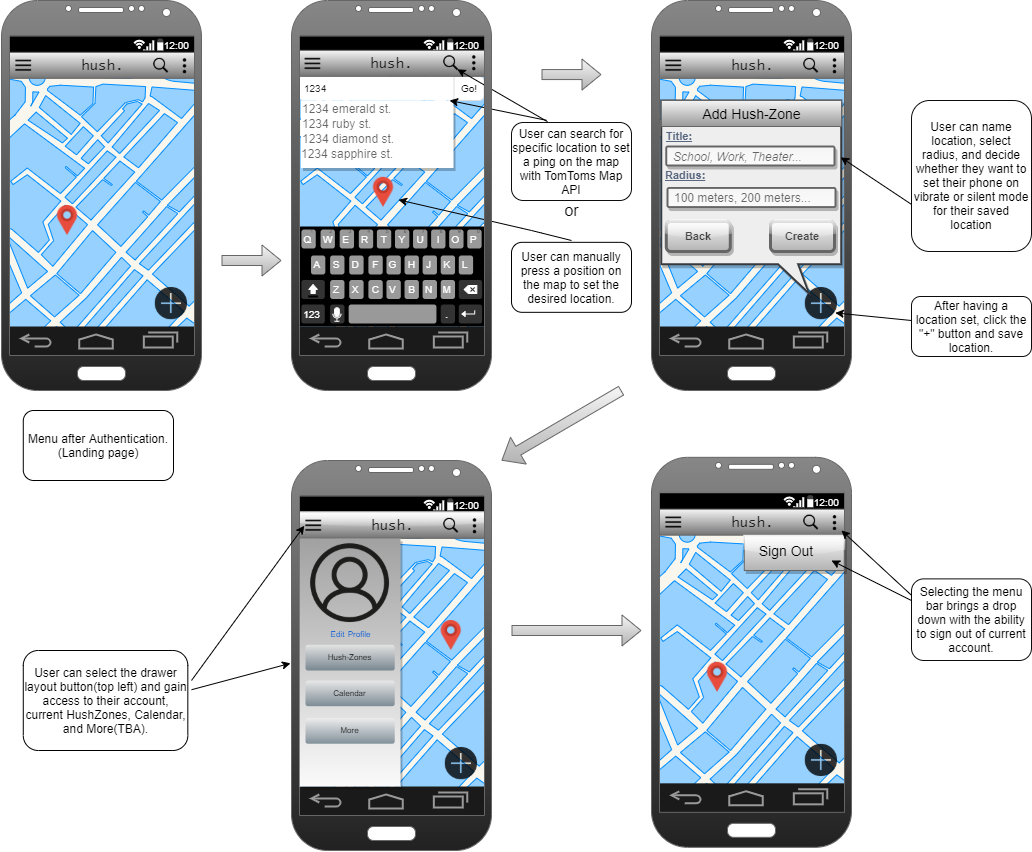 12:00
hush.
Menu after Authentication.
(Landing page)
12:00
hush.
1234
Go!
1234 emerald st.
1234 ruby st.
1234 diamond st.
1234 sapphire st.
Q W E R T Y U I O P
A S D F G H J K L
Z X C V B N M
123
.
User can search for
specific location to set
a ping on the map
with TomToms Map
API
or
User can manually
press a position on
the map to set the
desired location.
12:00
hush.
Add Hush-Zone
Title:
School, Work, Theater...
Radius:
100 meters, 200 meters...
Back
Create
User can name
location, select
radius, and decide
whether they want to
set their phone on
vibrate or silent mode
for their saved
location
After having a
location set, click the
"+" button and save
location.
12:00
hush.
Edit Profile
Hush-Zones
Calendar
More
User can select the drawer
layout button(top left) and gain
access to their account,
current HushZones, Calendar,
and More(TBA).
12:00
hush.
Sign Out
Selecting the menu
bar brings a drop
down with the ability
to sign out of current
account.